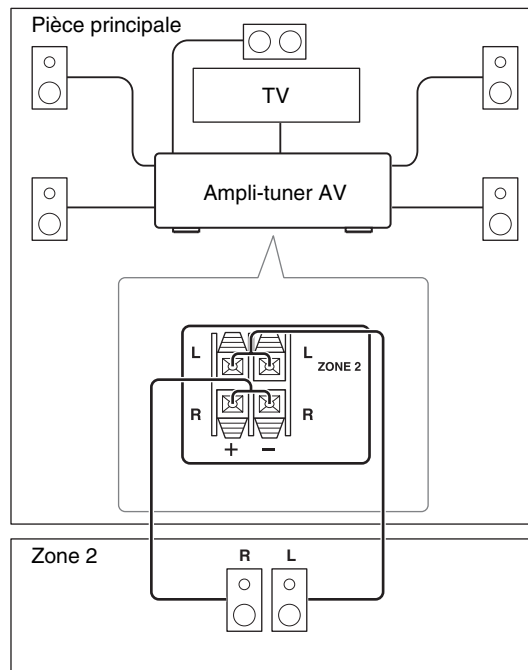 Pièce principale
TV
Ampli-tuner AV
L L ZONE 2
R R
+ −
Zone 2
R L